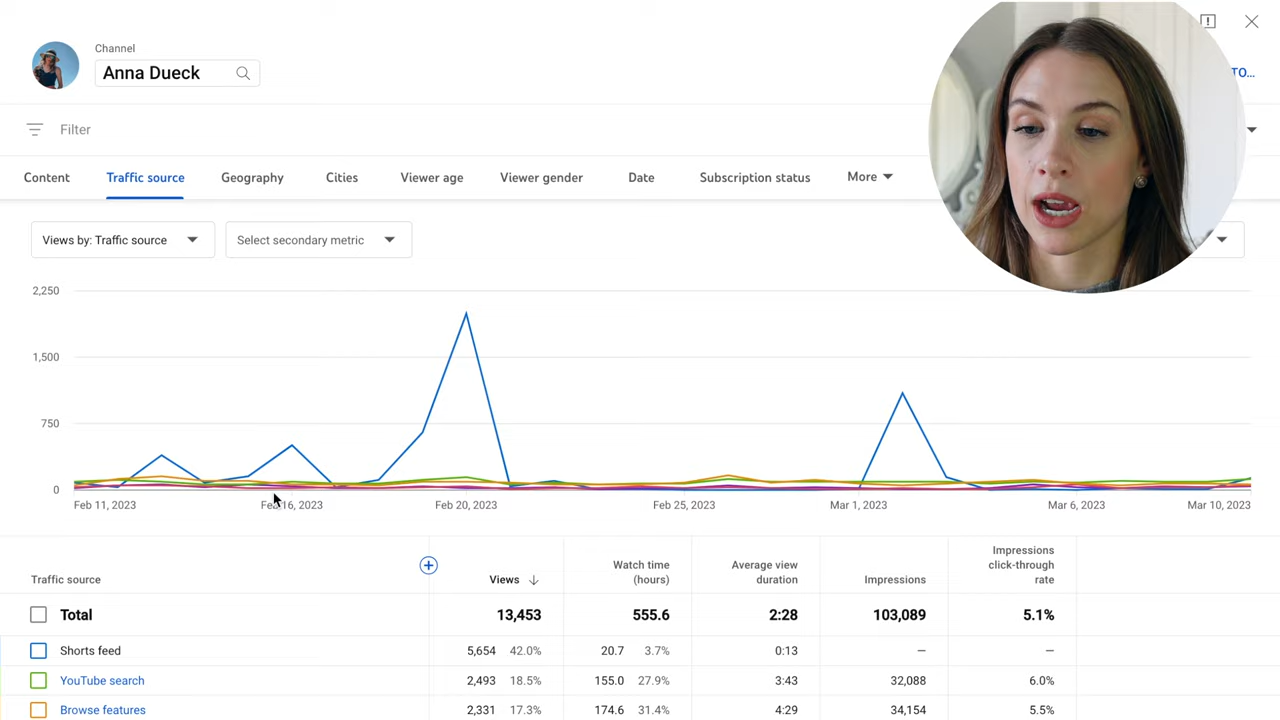 Channel
Anna Dueck
TO...
Filter
Content Traffic source Geography Cities Viewer age Viewer gender Date Subscription status More
Views by: Traffic source Select secondary metric
2,250
1,500
750
0
Feb 11, 2023 Feb 16, 2023 Feb 20, 2023 Feb 25, 2023 Mar 1, 2023 Mar 6, 2023 Mar 10, 2023
Traffic source Views Watch time (hours) Average view duration Impressions Impressions click-through rate
Total 13,453 555.6 2:28 103,089 5.1%
Shorts feed 5,654 42.0% 20.7 3.7% 0:13 — —
YouTube search 2,493 18.5% 155.0 27.9% 3:43 32,088 6.0%
Browse features 2,331 17.3% 174.6 31.4% 4:29 34,154 5.5%